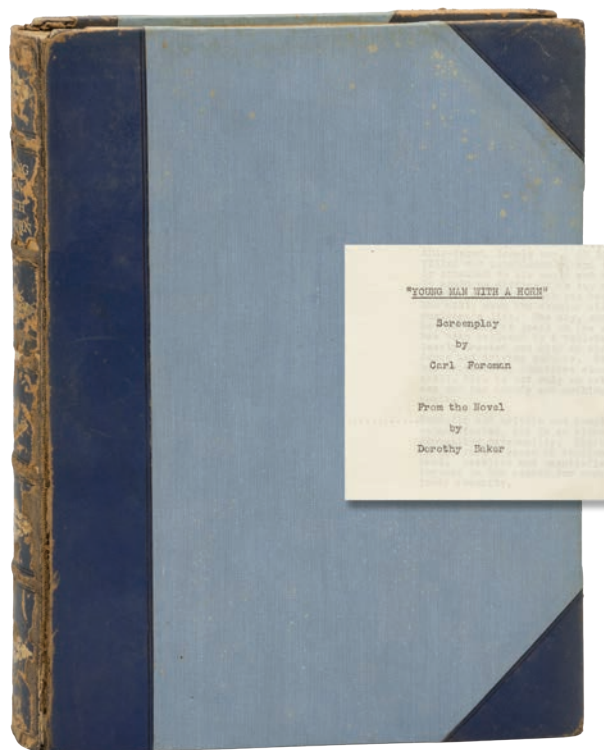 "YOUNG MAN WITH A HORN"
Screenplay
by
Carl Foreman
From the Novel
by
Dorothy Baker